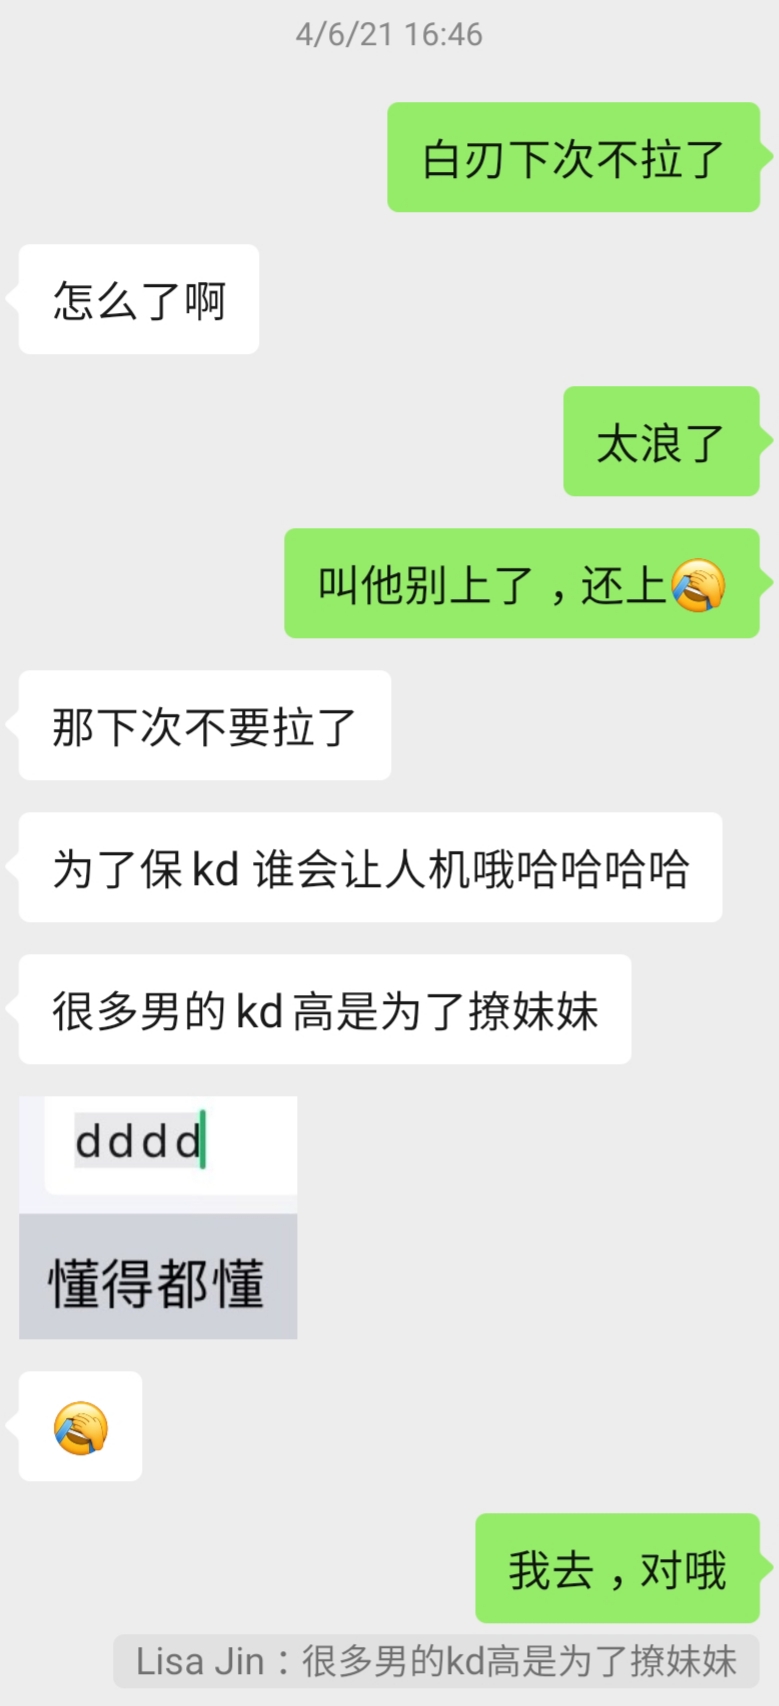 4/6/21 16:46
白刃下次不拉了
怎么了啊
太浪了
叫他别上了，还上🤦
那下次不要拉了
为了保kd 谁会让人机哦哈哈哈哈
很多男的kd高是为了撩妹妹
dddd
懂得都懂
我去，对哦
Lisa Jin：很多男的kd高是为了撩妹妹